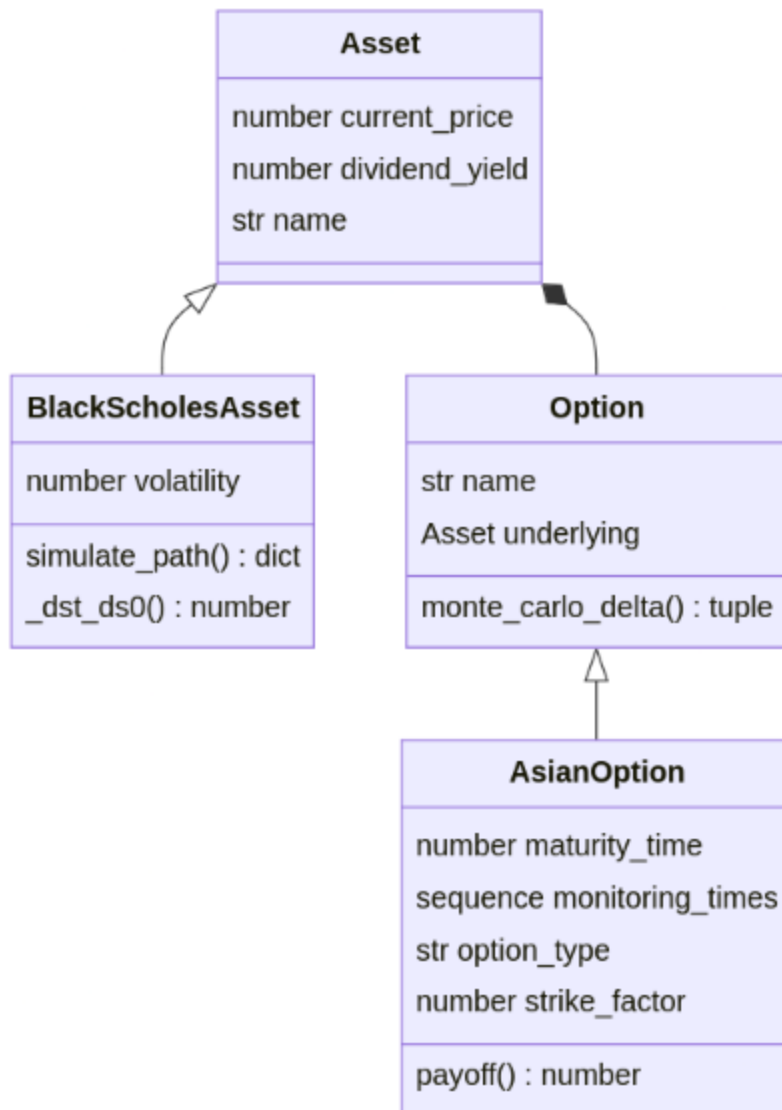 Asset
number current_price
number dividend_yield
str name
BlackScholesAsset
number volatility
simulate_path() : dict
_dst_ds0() : number
Option
str name
Asset underlying
monte_carlo_delta() : tuple
AsianOption
number maturity_time
sequence monitoring_times
str option_type
number strike_factor
payoff() : number